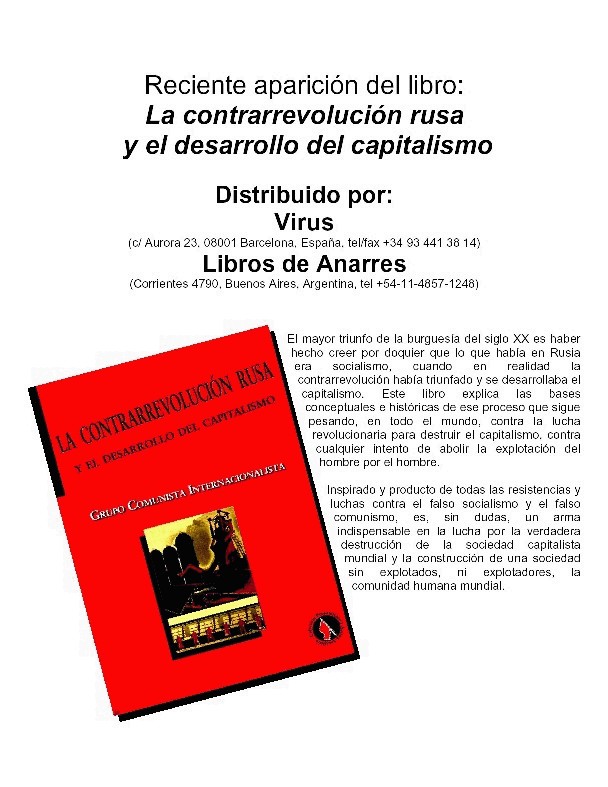 Reciente aparición del libro:
La contrarrevolución rusa
y el desarrollo del capitalismo
Distribuido por:
Virus
(c/ Aurora 23, 08001 Barcelona, España, tel/fax +34 93 441 38 14)
Libros de Anarres
(Corrientes 4790, Buenos Aires, Argentina, tel +54-11-4857-1248)
El mayor triunfo de la burguesía del siglo XX es haber
hecho creer por doquier que lo que había en Rusia
era socialismo, cuando en realidad la
contrarrevolución había triunfado y se desarrollaba el
capitalismo. Este libro explica las bases
conceptuales e históricas de ese proceso que sigue
pesando, en todo el mundo, contra la lucha
revolucionaria para destruir el capitalismo, contra
cualquier intento de abolir la explotación del
hombre por el hombre.
Inspirado y producto de todas las resistencias y
luchas contra el falso socialismo y el falso
comunismo, es, sin dudas, un arma
indispensable en la lucha por la verdadera
destrucción de la sociedad capitalista
mundial y la construcción de una sociedad
sin explotados, ni explotadores, la
comunidad humana mundial.
LA CONTRARREVOLUCIÓN RUSA
Y EL DESARROLLO DEL CAPITALISMO
GRUPO COMUNISTA INTERNACIONALISTA